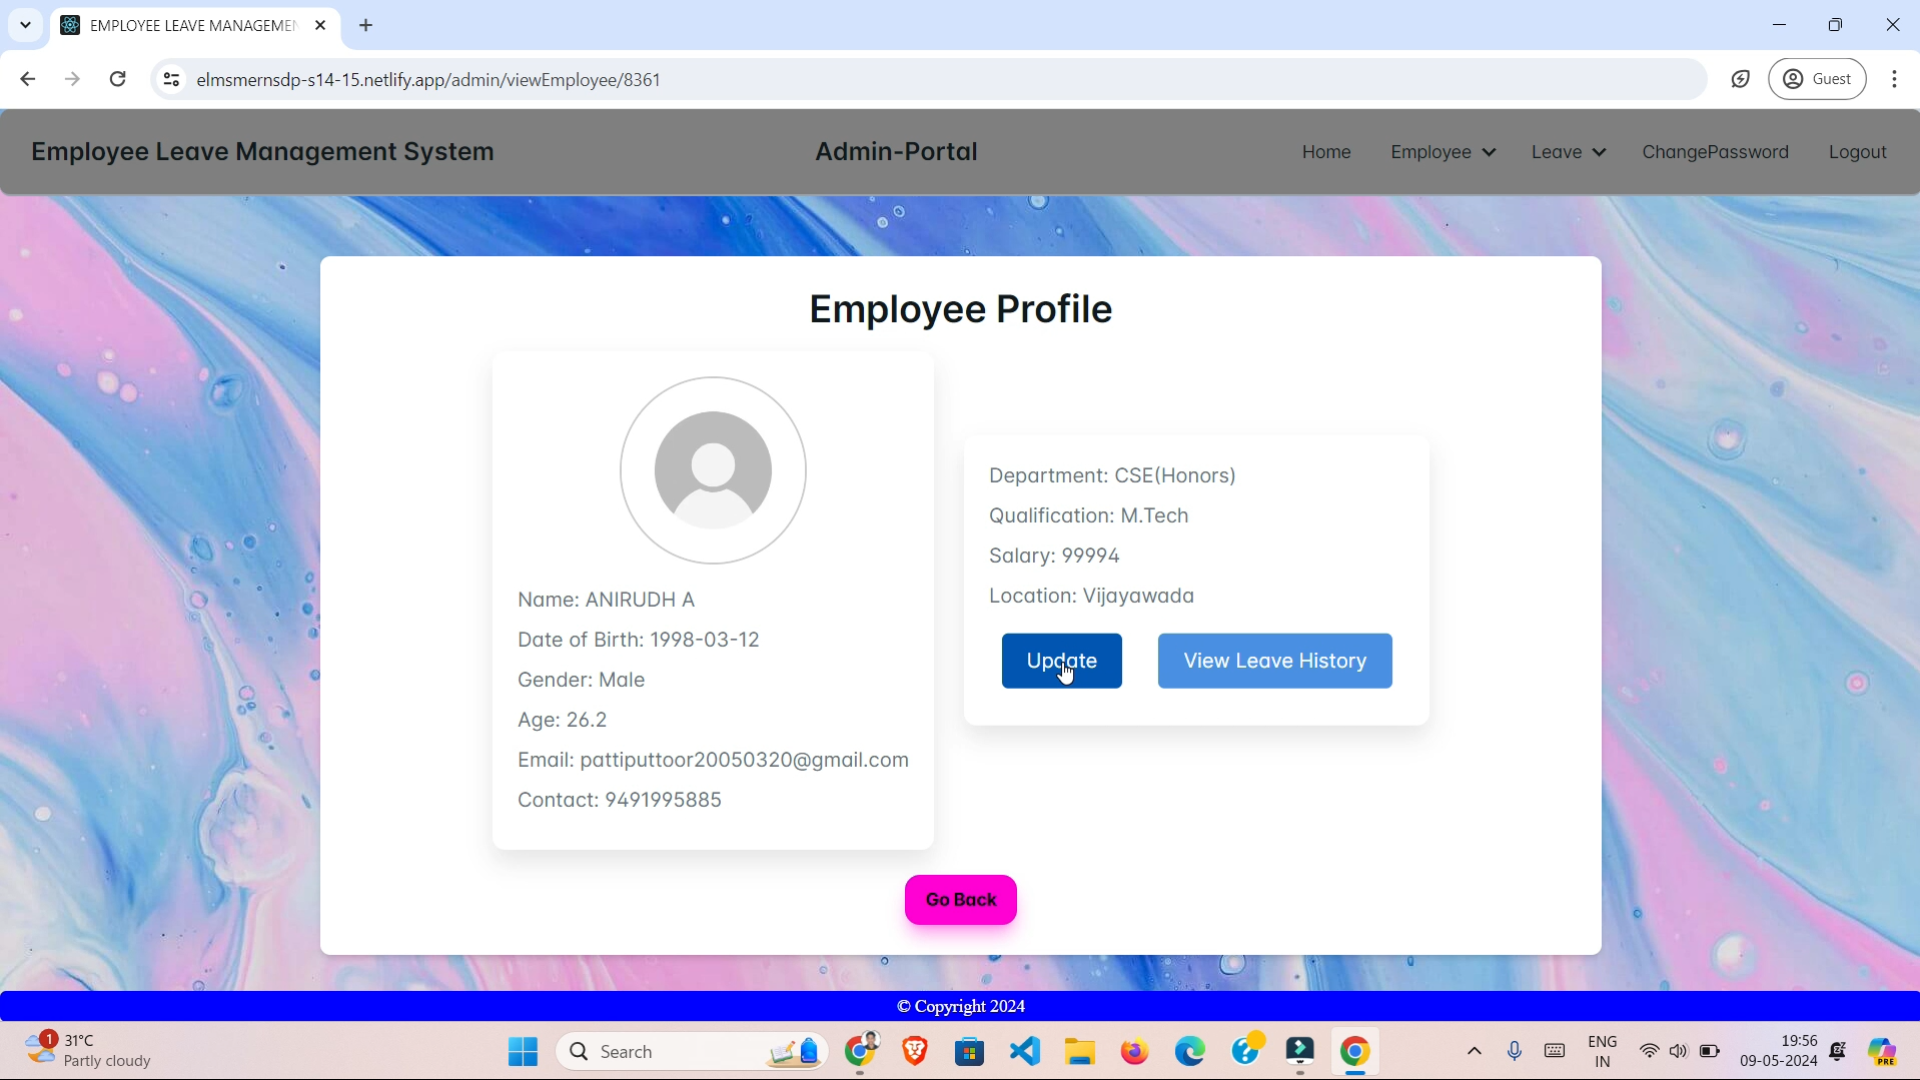 EMPLOYEE LEAVE MANAGEMEN
elmsmernsdp-s14-15.netlify.app/admin/viewEmployee/8361
Guest
Employee Leave Management System
Admin-Portal
Home
Employee
Leave
ChangePassword
Logout
Employee Profile
Name: ANIRUDH A
Date of Birth: 1998-03-12
Gender: Male
Age: 26.2
Email: pattiputtoor20050320@gmail.com
Contact: 9491995885
Department: CSE(Honors)
Qualification: M.Tech
Salary: 99994
Location: Vijayawada
Update
View Leave History
Go Back
© Copyright 2024
1
31°C
Partly cloudy
Search
ENG
IN
19:56
09-05-2024
PRE